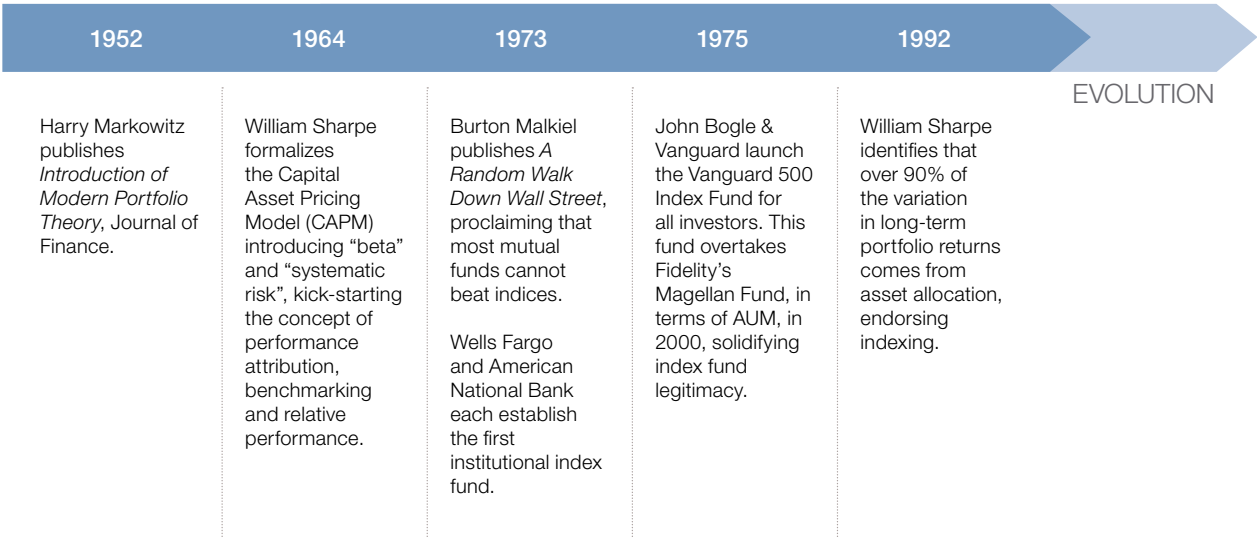 1952
1964
1973
1975
1992
EVOLUTION
Harry Markowitz
publishes
Introduction of
Modern Portfolio
Theory, Journal of
Finance.
William Sharpe
formalizes
the Capital
Asset Pricing
Model (CAPM)
introducing “beta”
and “systematic
risk”, kick-starting
the concept of
performance
attribution,
benchmarking
and relative
performance.
Burton Malkiel
publishes A
Random Walk
Down Wall Street,
proclaiming that
most mutual
funds cannot
beat indices.
Wells Fargo
and American
National Bank
each establish
the first
institutional index
fund.
John Bogle &
Vanguard launch
the Vanguard 500
Index Fund for
all investors. This
fund overtakes
Fidelity’s
Magellan Fund, in
terms of AUM, in
2000, solidifying
index fund
legitimacy.
William Sharpe
identifies that
over 90% of
the variation
in long-term
portfolio returns
comes from
asset allocation,
endorsing
indexing.